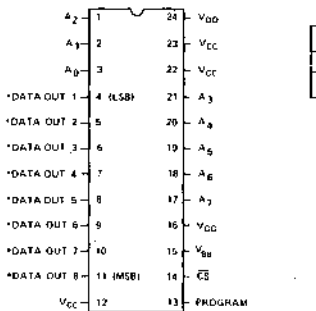 A2 1 24 VDD
A1 2 23 VCC
A0 3 22 VCC
*DATA OUT 1 4 (LSB) 21 A3
*DATA OUT 2 5 20 A4
*DATA OUT 3 6 19 A5
*DATA OUT 4 7 18 A6
*DATA OUT 5 8 17 A7
*DATA OUT 6 9 16 VGG
*DATA OUT 7 10 15 VBB
*DATA OUT 8 11 (MSB) 14 C̅S̅
VCC 12 13 PROGRAM